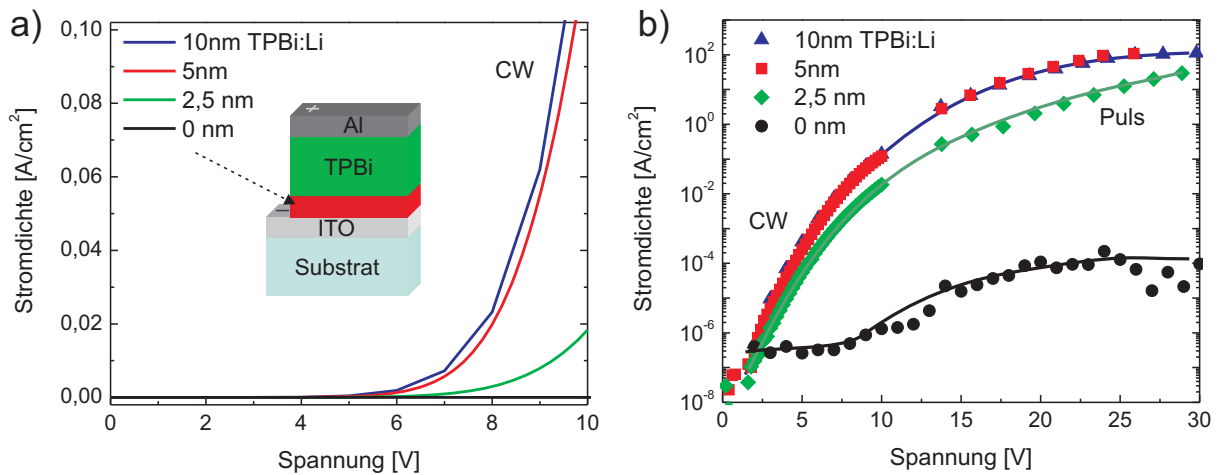 a)
0,10
0,08
0,06
0,04
0,02
0,00
Stromdichte [A/cm²]
10nm TPBi:Li
5nm
2,5 nm
0 nm
CW
+
Al
TPBi
–
ITO
Substrat
0 2 4 6 8 10
Spannung [V]
b)
10²
10⁰
10⁻²
10⁻⁴
10⁻⁶
10⁻⁸
Stromdichte [A/cm²]
10nm TPBi:Li
5nm
2,5 nm
0 nm
Puls
CW
0 5 10 15 20 25 30
Spannung [V]